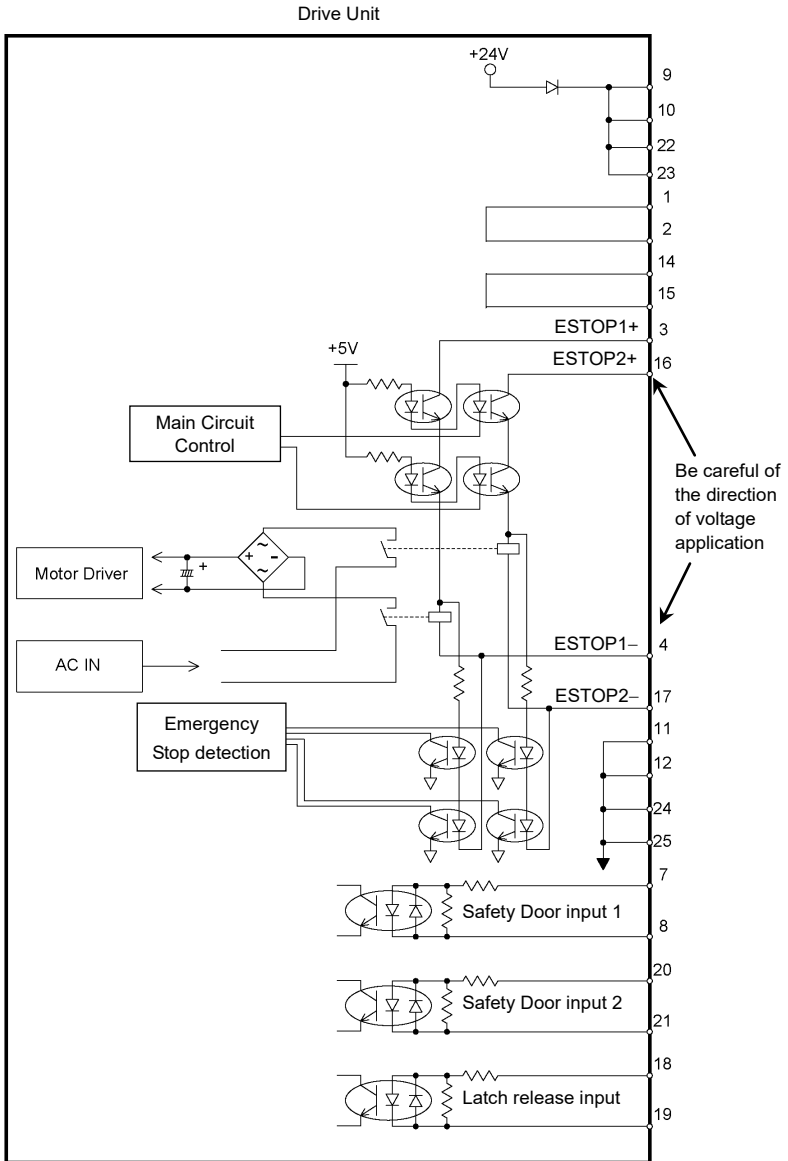 Drive Unit
+24V
9
10
22
23
1
2
14
15
ESTOP1+ 3
+5V
ESTOP2+ 16
Main Circuit
Control
Be careful of
the direction
of voltage
application
~
+ -
~
+
Motor Driver
AC IN
ESTOP1− 4
ESTOP2− 17
Emergency
Stop detection
11
12
24
25
7
Safety Door input 1
8
20
Safety Door input 2
21
18
Latch release input
19